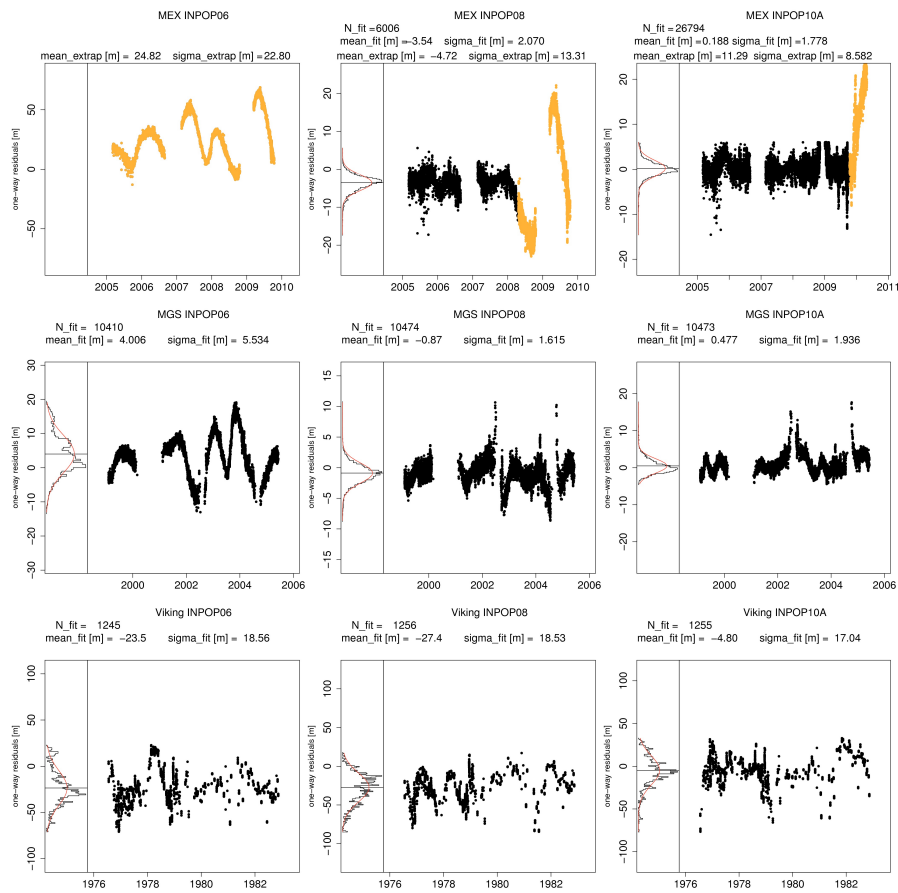 MEX INPOP06
mean_extrap [m] = 24.82 sigma_extrap [m] = 22.80
one−way residuals [m]
50
0
−50
2005 2006 2007 2008 2009 2010
MEX INPOP08
N_fit = 6006
mean_fit [m] = −3.54 sigma_fit [m] = 2.070
mean_extrap [m] = −4.72 sigma_extrap [m] = 13.31
one−way residuals [m]
20
10
0
−10
−20
2005 2006 2007 2008 2009 2010
MEX INPOP10A
N_fit = 26794
mean_fit [m] = 0.188 sigma_fit [m] = 1.778
mean_extrap [m] = 11.29 sigma_extrap [m] = 8.582
one−way residuals [m]
20
10
0
−10
−20
2005 2007 2009 2011
MGS INPOP06
N_fit = 10410
mean_fit [m] = 4.006 sigma_fit [m] = 5.534
one−way residuals [m]
30
20
10
0
−10
−20
−30
2000 2002 2004 2006
MGS INPOP08
N_fit = 10474
mean_fit [m] = −0.87 sigma_fit [m] = 1.615
one−way residuals [m]
15
10
5
0
−5
−10
−15
2000 2002 2004 2006
MGS INPOP10A
N_fit = 10473
mean_fit [m] = 0.477 sigma_fit [m] = 1.936
one−way residuals [m]
20
10
0
−10
−20
2000 2002 2004 2006
Viking INPOP06
N_fit = 1245
mean_fit [m] = −23.5 sigma_fit [m] = 18.56
one−way residuals [m]
100
50
0
−50
−100
1976 1978 1980 1982
Viking INPOP08
N_fit = 1256
mean_fit [m] = −27.4 sigma_fit [m] = 18.53
one−way residuals [m]
100
50
0
−50
−100
1976 1978 1980 1982
Viking INPOP10A
N_fit = 1255
mean_fit [m] = −4.80 sigma_fit [m] = 17.04
one−way residuals [m]
100
50
0
−50
−100
1976 1978 1980 1982